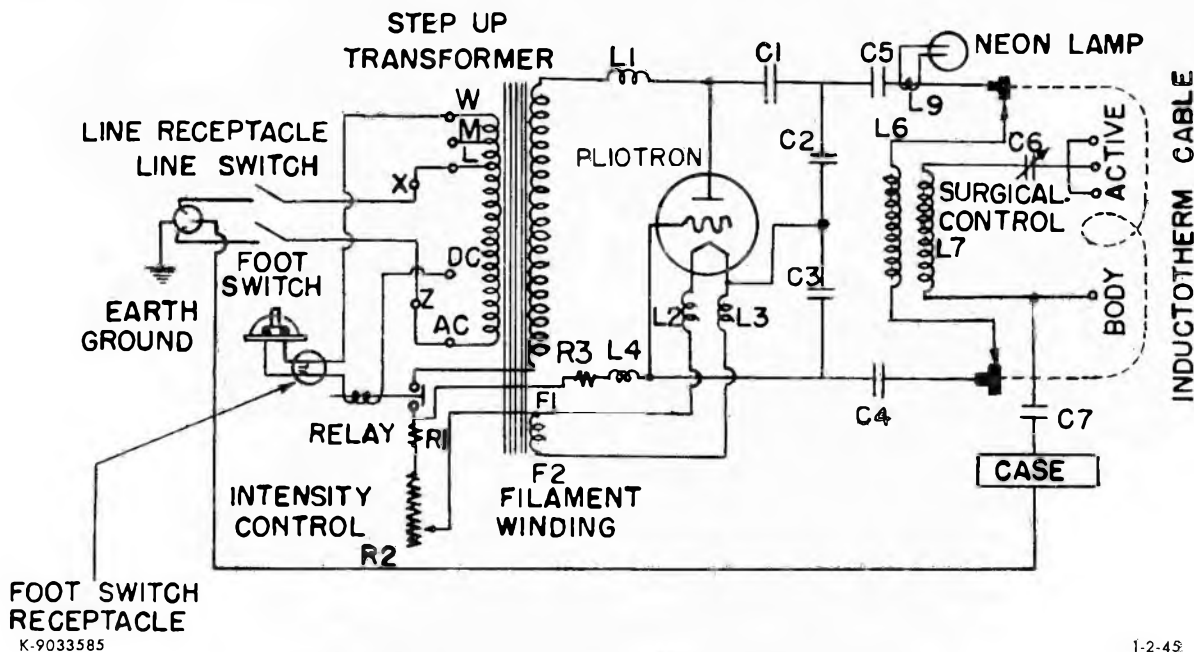 STEP UP
TRANSFORMER
L1
C1
C5
NEON LAMP
L9
W
M
L
X
LINE RECEPTACLE
LINE SWITCH
PLIOTRON
C2
L6
C6
ACTIVE
SURGICAL
CONTROL
L7
INDUCTOTHERM CABLE
FOOT
SWITCH
DC
Z
AC
EARTH
GROUND
C3
L2
L3
BODY
R3
L4
F1
C4
C7
RELAY
R1
CASE
F2
FILAMENT
WINDING
INTENSITY
CONTROL
R2
FOOT SWITCH
RECEPTACLE
K-9033585
1-2-45